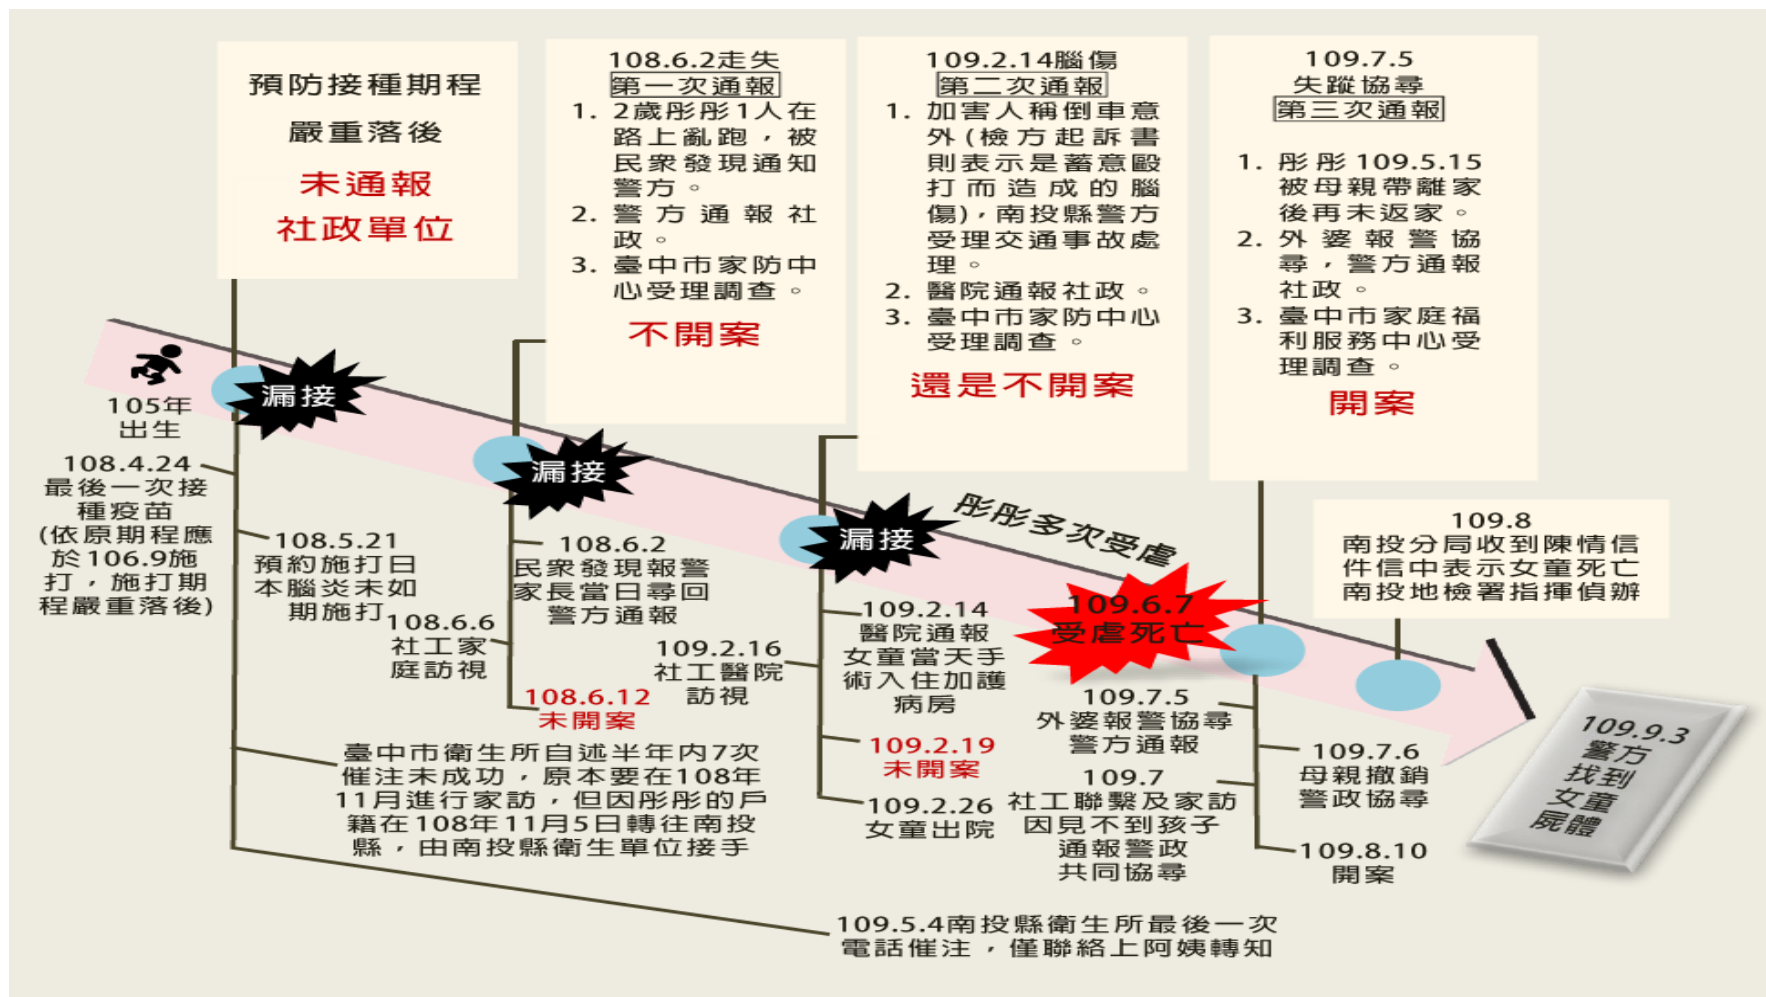 預防接種期程
嚴重落後
未通報
社政單位
108.6.2走失
第一次通報
1. 2歲彤彤1人在
路上亂跑，被
民衆發現通知
警方。
2. 警方通報社
政。
3. 臺中市家防中
心受理調查。
不開案
109.2.14腦傷
第二次通報
1. 加害人稱倒車意
外(檢方起訴書
則表示是蓄意毆
打而造成的腦
傷)，南投縣警方
受理交通事故處
理。
2. 醫院通報社政。
3. 臺中市家防中心
受理調查。
還是不開案
109.7.5
失蹤協尋
第三次通報
1. 彤彤109.5.15
被母親帶離家
後再未返家。
2. 外婆報警協
尋，警方通報
社政。
3. 臺中市家庭福
利服務中心受
理調查。
開案
漏接
漏接
漏接
彤彤多次受虐
109.6.7
受虐死亡
105年
出生
108.4.24
最後一次接
種疫苗
(依原期程應
於106.9施
打，施打期
程嚴重落後)
108.5.21
預約施打日
本腦炎未如
期施打
臺中市衛生所自述半年内7次
催注未成功，原本要在108年
11月進行家訪，但因彤彤的戶
籍在108年11月5日轉往南投
縣，由南投縣衛生單位接手
109.5.4南投縣衛生所最後一次
電話催注，僅聯絡上阿姨轉知
108.6.2
民衆發現報警
家長當日尋回
警方通報
108.6.6
社工家
庭訪視
108.6.12
未開案
109.2.14
醫院通報
女童當天手
術入住加護
病房
109.2.16
社工醫院
訪視
109.2.19
未開案
109.2.26
女童出院
109.7.5
外婆報警協尋
警方通報
109.7.6
母親撤銷
警政協尋
109.7
社工聯繫及家訪
因見不到孩子
通報警政
共同協尋
109.8.10
開案
109.8
南投分局收到陳情信
件信中表示女童死亡
南投地檢署指揮偵辦
109.9.3
警方
找到
女童
屍體